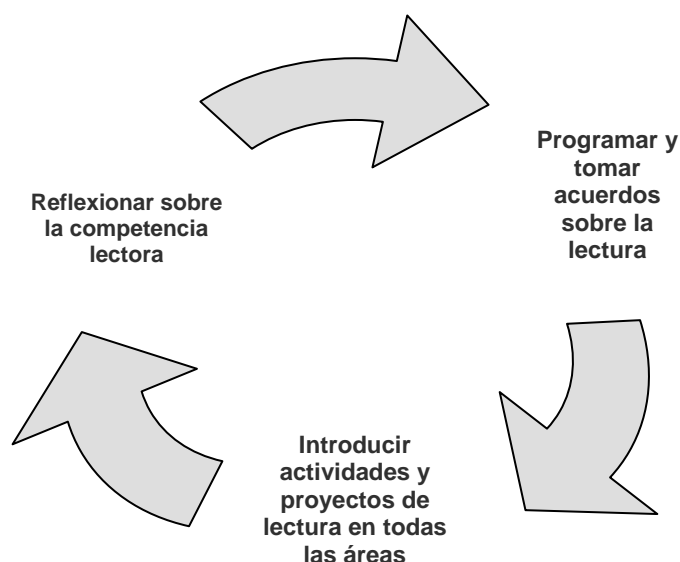 Reflexionar sobre
la competencia
lectora
Programar y
tomar
acuerdos
sobre la
lectura
Introducir
actividades y
proyectos de
lectura en todas
las áreas